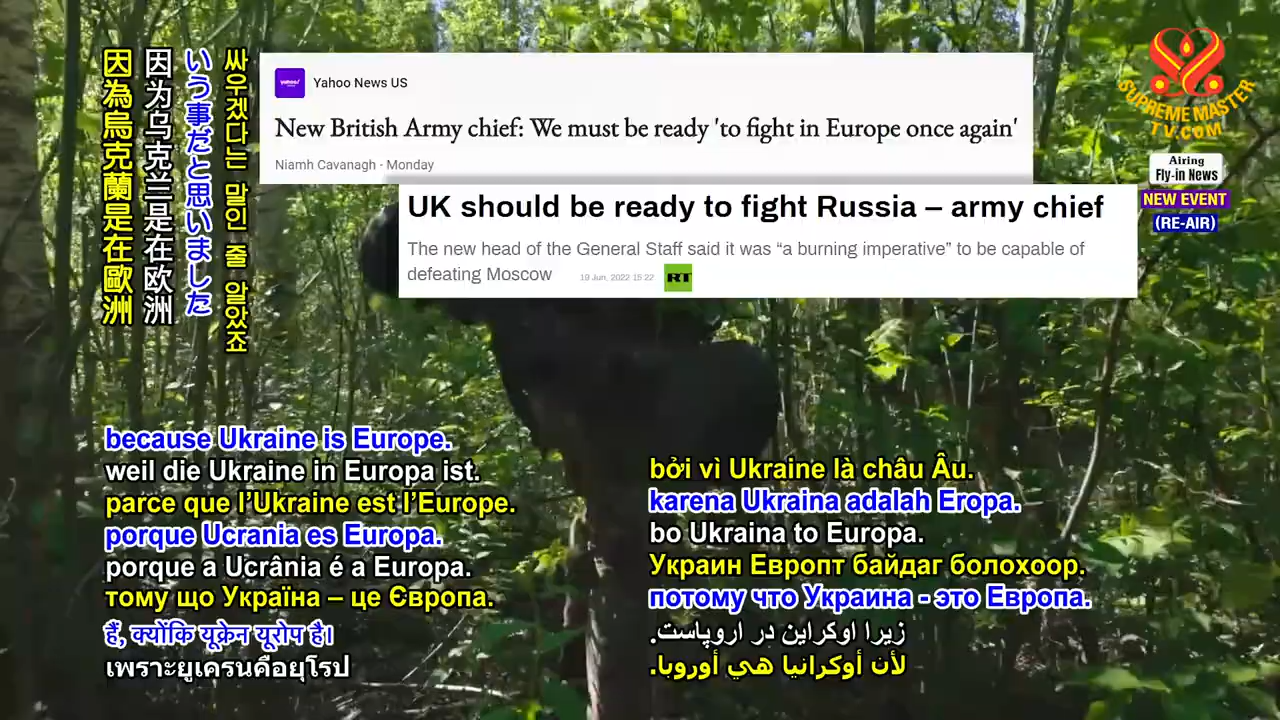 因為烏克蘭是在歐洲
因为乌克兰是在欧洲
いう事だと思いました
싸우겠다는 말인 줄 알았죠
yahoo!
Yahoo News US
New British Army chief: We must be ready 'to fight in Europe once again'
Niamh Cavanagh · Monday
UK should be ready to fight Russia – army chief
The new head of the General Staff said it was “a burning imperative” to be capable of
defeating Moscow
19 Jun, 2022 15:22
RT
SUPREME MASTER
TV.COM
Airing
Fly-in News
NEW EVENT
(RE-AIR)
because Ukraine is Europe.
weil die Ukraine in Europa ist.
parce que l’Ukraine est l’Europe.
porque Ucrania es Europa.
porque a Ucrânia é a Europa.
тому що Україна – це Європа.
हैं, क्योंकि यूक्रेन यूरोप है।
เพราะยูเครนคือยุโรป
bởi vì Ukraine là châu Âu.
karena Ukraina adalah Eropa.
bo Ukraina to Europa.
Украин Европт байдаг болохоор.
потому что Украина - это Европа.
زیرا اوکراین در اروپاست.
لأن أوكرانيا هي أوروبا.